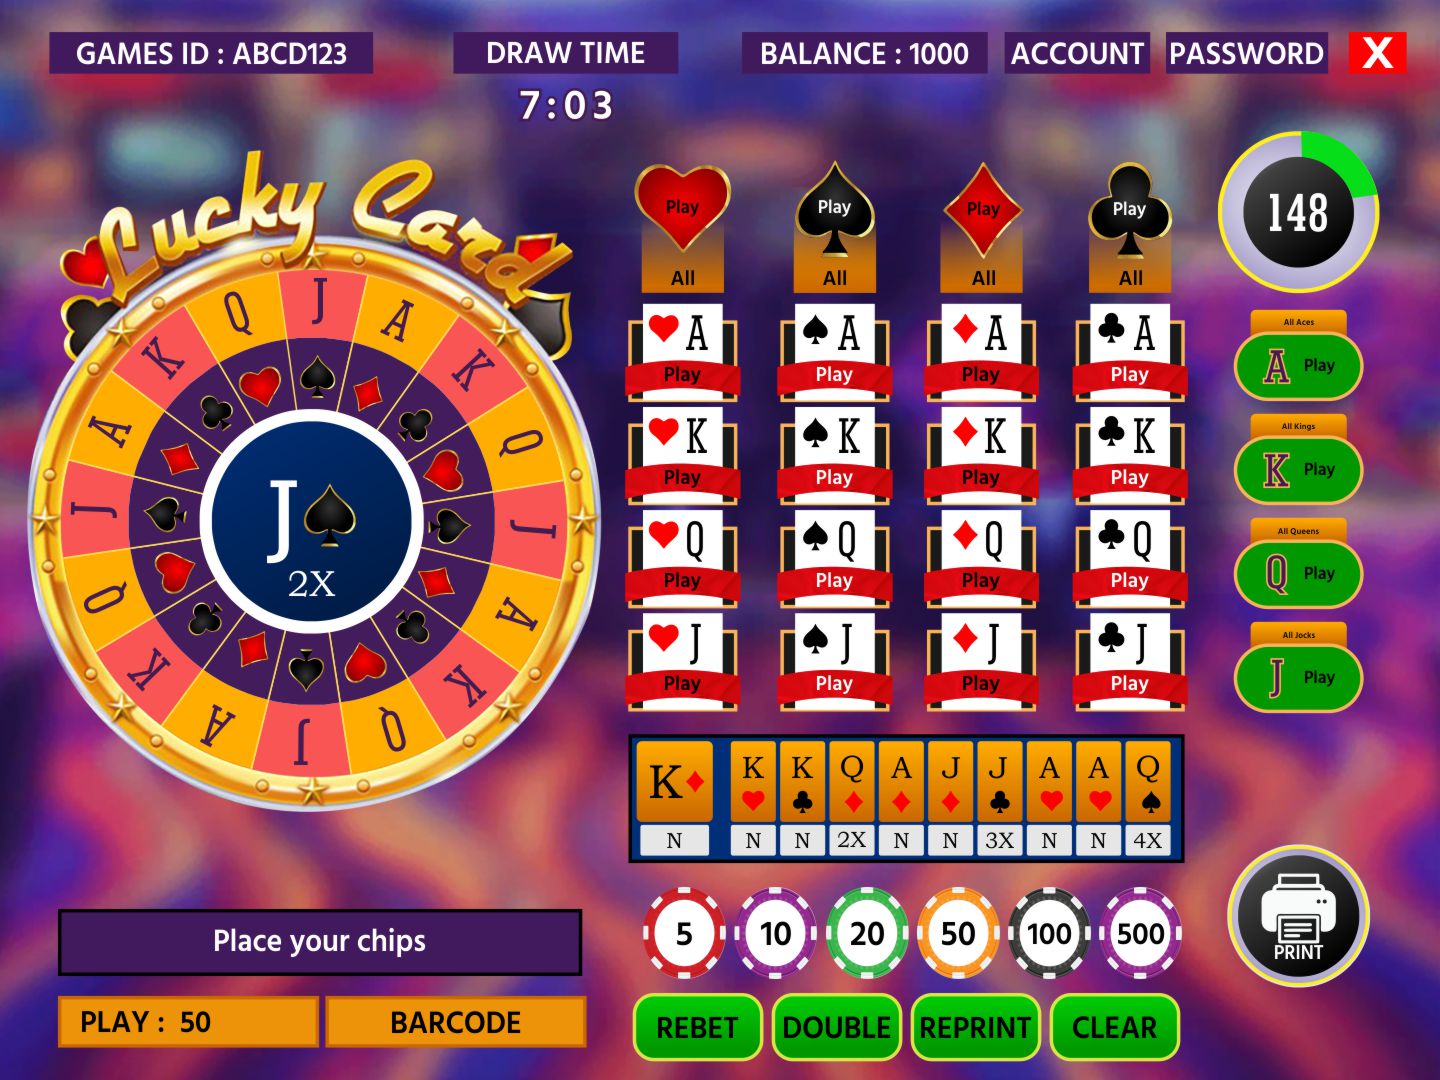 GAMES ID : ABCD123
DRAW TIME
BALANCE : 1000
ACCOUNT
PASSWORD
X
7:03
Lucky Card
Play Play Play Play
All All All All
148
J A K Q J A K Q J A K Q J A K Q
J
2X
A A A A
Play Play Play Play
K K K K
Play Play Play Play
Q Q Q Q
Play Play Play Play
J J J J
Play Play Play Play
All Aces
A Play
All Kings
K Play
All Queens
Q Play
All Jocks
J Play
K K K Q A J J A A Q
N N N 2X N N 3X N N 4X
Place your chips
5 10 20 50 100 500
PRINT
PLAY : 50
BARCODE
REBET
DOUBLE
REPRINT
CLEAR